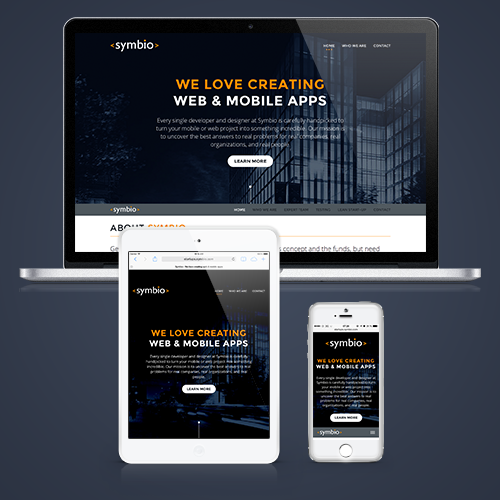 <symbio>
HOME WHO WE ARE CONTACT
WE LOVE CREATING
WEB & MOBILE APPS
Every single developer and designer at Symbio is carefully handpicked to
turn your mobile or web project into something incredible. Our mission is
to uncover the best answers to real problems for real companies, real
organizations, and real people.
LEARN MORE
<symbio>
HOME WHO WE ARE TESTING CONTACT
ABOUT SYMBIO
s concept and the funds, but need
<symbio>
HOME WHO WE ARE CONTACT
WE LOVE CREATING
WEB & MOBILE APPS
Every single developer and designer at Symbio is carefully
handpicked to turn your mobile or web project into something
incredible. Our mission is to uncover the best answers to real
problems for real companies, real organizations, and real
people.
LEARN MORE
<symbio>
WE LOVE CREATING
WEB & MOBILE APPS
Every single developer and designer at
Symbio is carefully handpicked to turn
your mobile or web project into something
incredible. Our mission is to uncover the
best answers to real problems for real
companies, real organizations, and real
people.
LEARN MORE
<symbio>